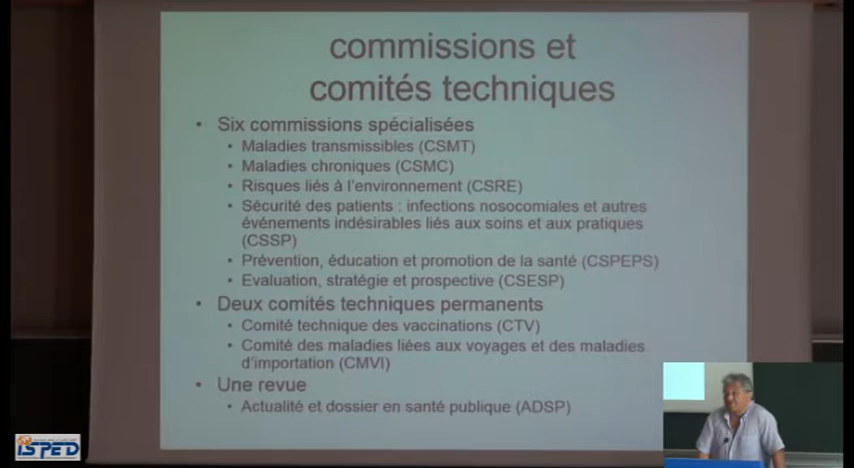 commissions et
comités techniques
• Six commissions spécialisées
• Maladies transmissibles (CSMT)
• Maladies chroniques (CSMC)
• Risques liés à l'environnement (CSRE)
• Sécurité des patients : infections nosocomiales et autres
événements indésirables liés aux soins et aux pratiques
(CSSP)
• Prévention, éducation et promotion de la santé (CSPEPS)
• Evaluation, stratégie et prospective (CSESP)
• Deux comités techniques permanents
• Comité technique des vaccinations (CTV)
• Comité des maladies liées aux voyages et des maladies
d'importation (CMVI)
• Une revue
• Actualité et dossier en santé publique (ADSP)
ISPED